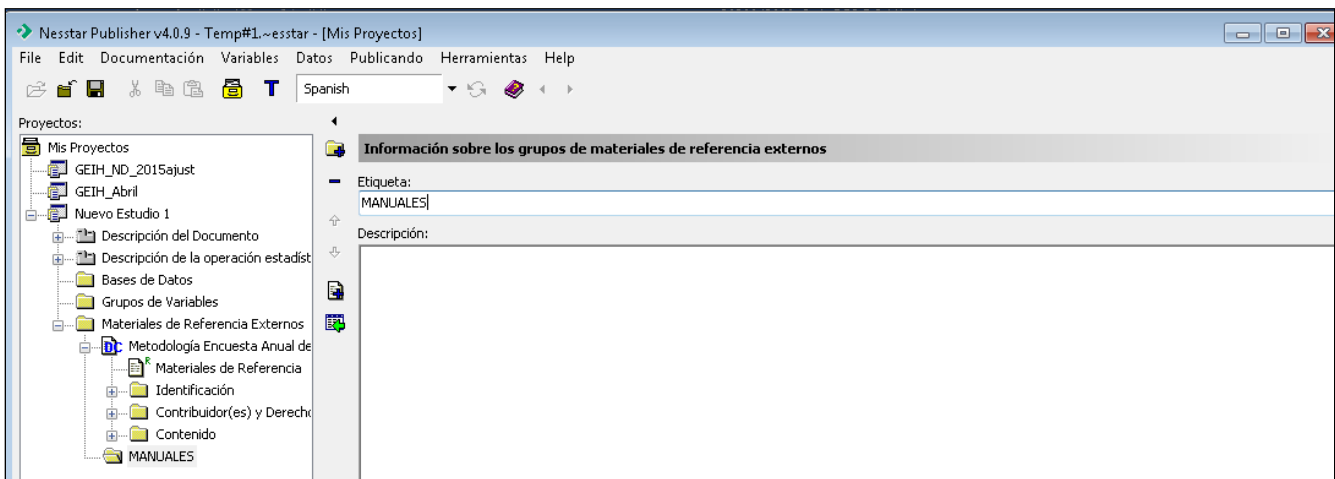 Nesstar Publisher v4.0.9 - Temp#1.~esstar - [Mis Proyectos]
File Edit Documentación Variables Datos Publicando Herramientas Help
T Spanish
Proyectos:
Mis Proyectos
GEIH_ND_2015ajust
GEIH_Abril
Nuevo Estudio 1
Descripción del Documento
Descripción de la operación estadíst
Bases de Datos
Grupos de Variables
Materiales de Referencia Externos
DC Metodología Encuesta Anual de
R Materiales de Referencia
Identificación
Contribuidor(es) y Derecho
Contenido
MANUALES
Información sobre los grupos de materiales de referencia externos
Etiqueta:
MANUALES
Descripción: